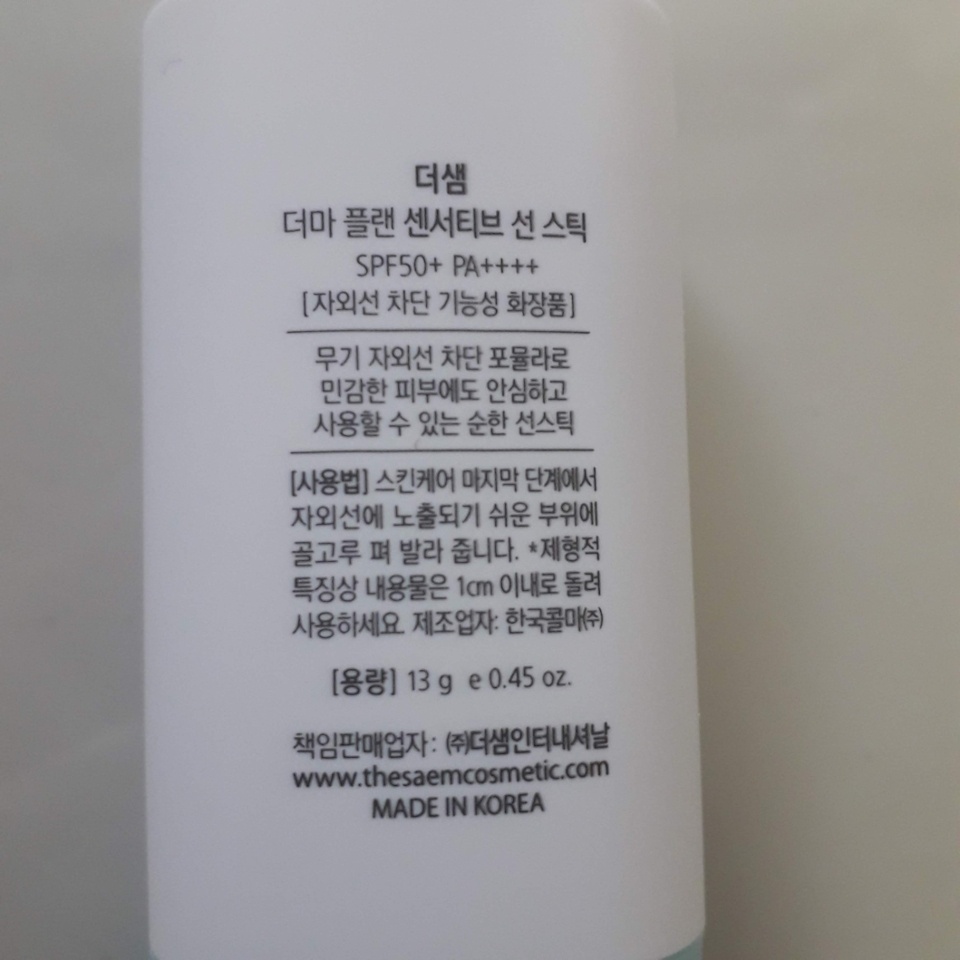 더샘
더마 플랜 센서티브 선 스틱
SPF50+ PA++++
[자외선 차단 기능성 화장품]
무기 자외선 차단 포뮬라로
민감한 피부에도 안심하고
사용할 수 있는 순한 선스틱
[사용법] 스킨케어 마지막 단계에서
자외선에 노출되기 쉬운 부위에
골고루 펴 발라 줍니다. *제형적
특징상 내용물은 1cm 이내로 돌려
사용하세요. 제조업자: 한국콜마㈜
[용량] 13 g e 0.45 oz.
책임판매업자: ㈜더샘인터내셔날
www.thesaemcosmetic.com
MADE IN KOREA